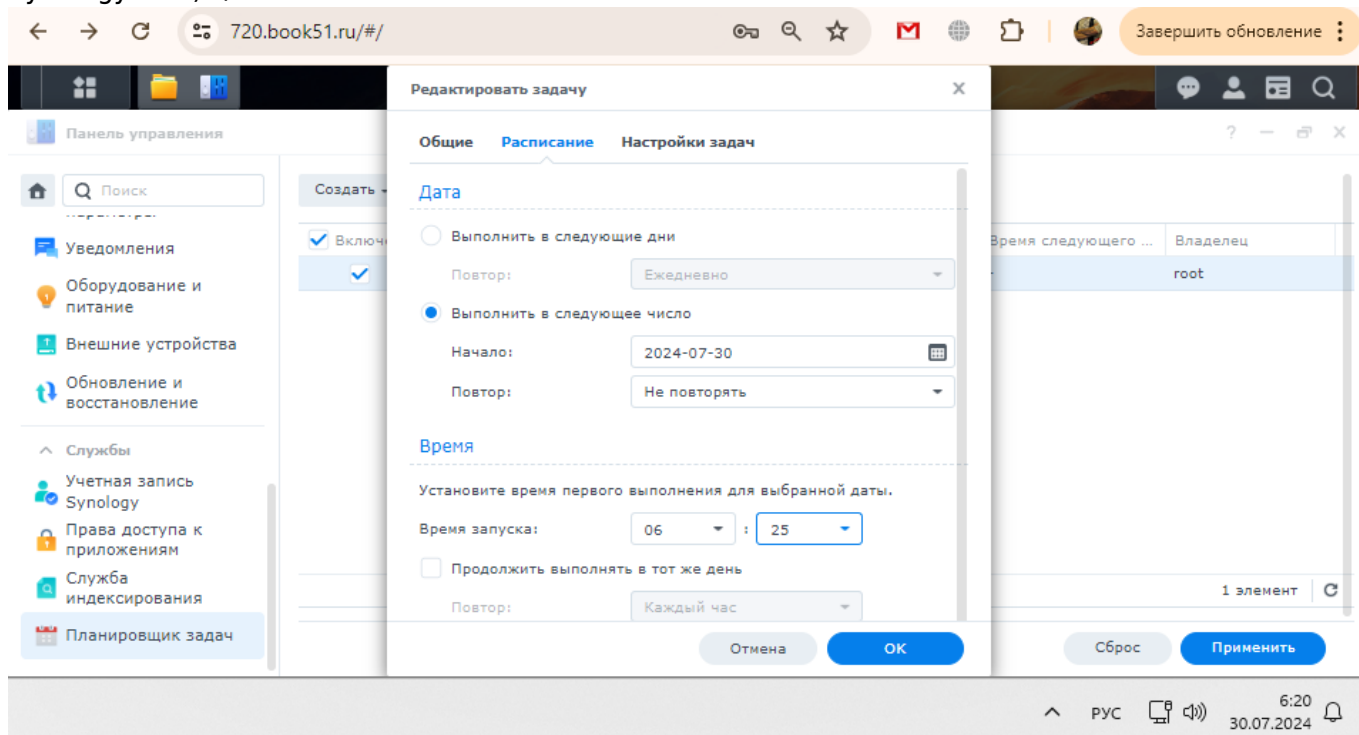 720.book51.ru/#/
Завершить обновление
Редактировать задачу
Панель управления
Общие Расписание Настройки задач
Поиск
Создать
Дата
Уведомления
Выполнить в следующие дни
Время следующего ... Владелец
Повтор: Ежедневно
root
Оборудование и
питание
Выполнить в следующее число
Внешние устройства
Начало: 2024-07-30
Обновление и
восстановление
Повтор: Не повторять
Службы
Время
Учетная запись
Synology
Установите время первого выполнения для выбранной даты.
Права доступа к
приложениям
Время запуска: 06 : 25
Служба
индексирования
Продолжить выполнять в тот же день
1 элемент
Повтор: Каждый час
Планировщик задач
Отмена OK
Сброс Применить
РУС
6:20
30.07.2024